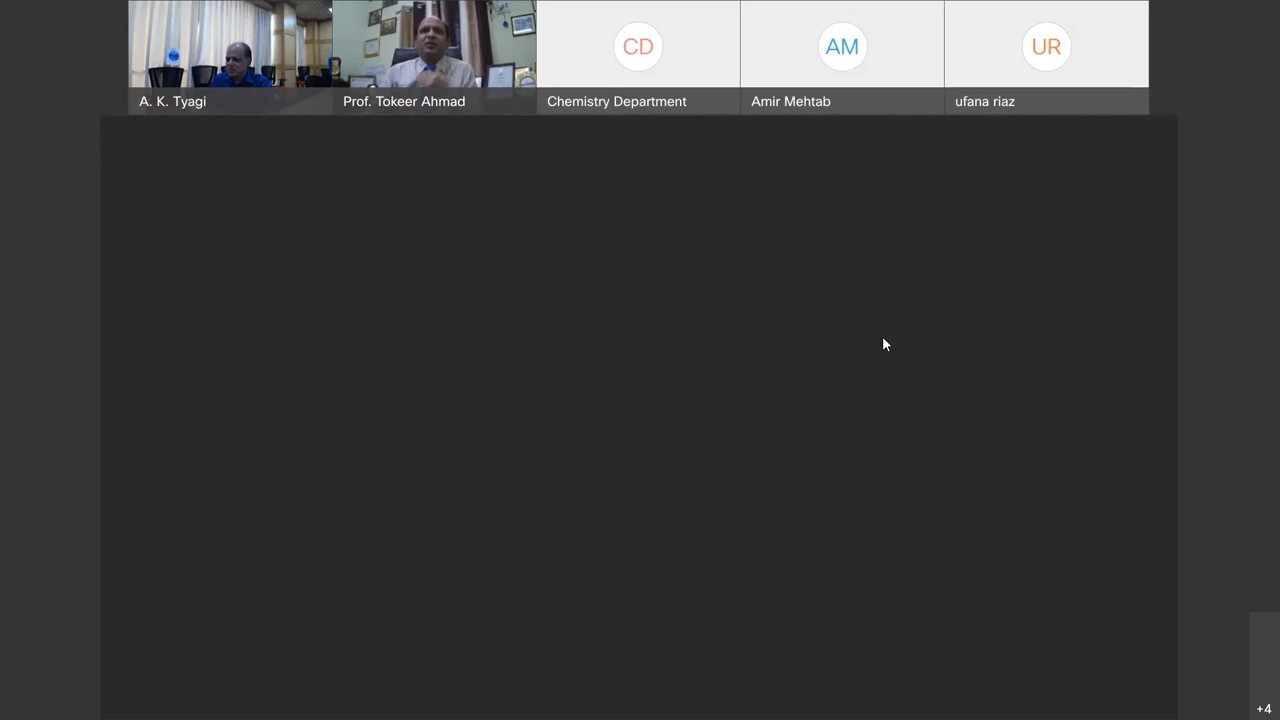 CD
AM
UR
A. K. Tyagi
Prof. Tokeer Ahmad
Chemistry Department
Amir Mehtab
ufana riaz
+4